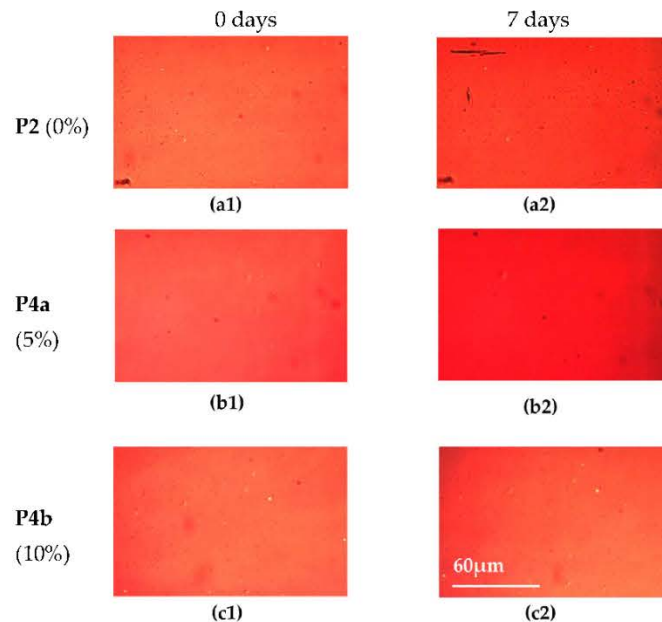 0 days 7 days
P2 (0%)
(a1) (a2)
P4a
(5%)
(b1) (b2)
P4b
(10%)
60μm
(c1) (c2)